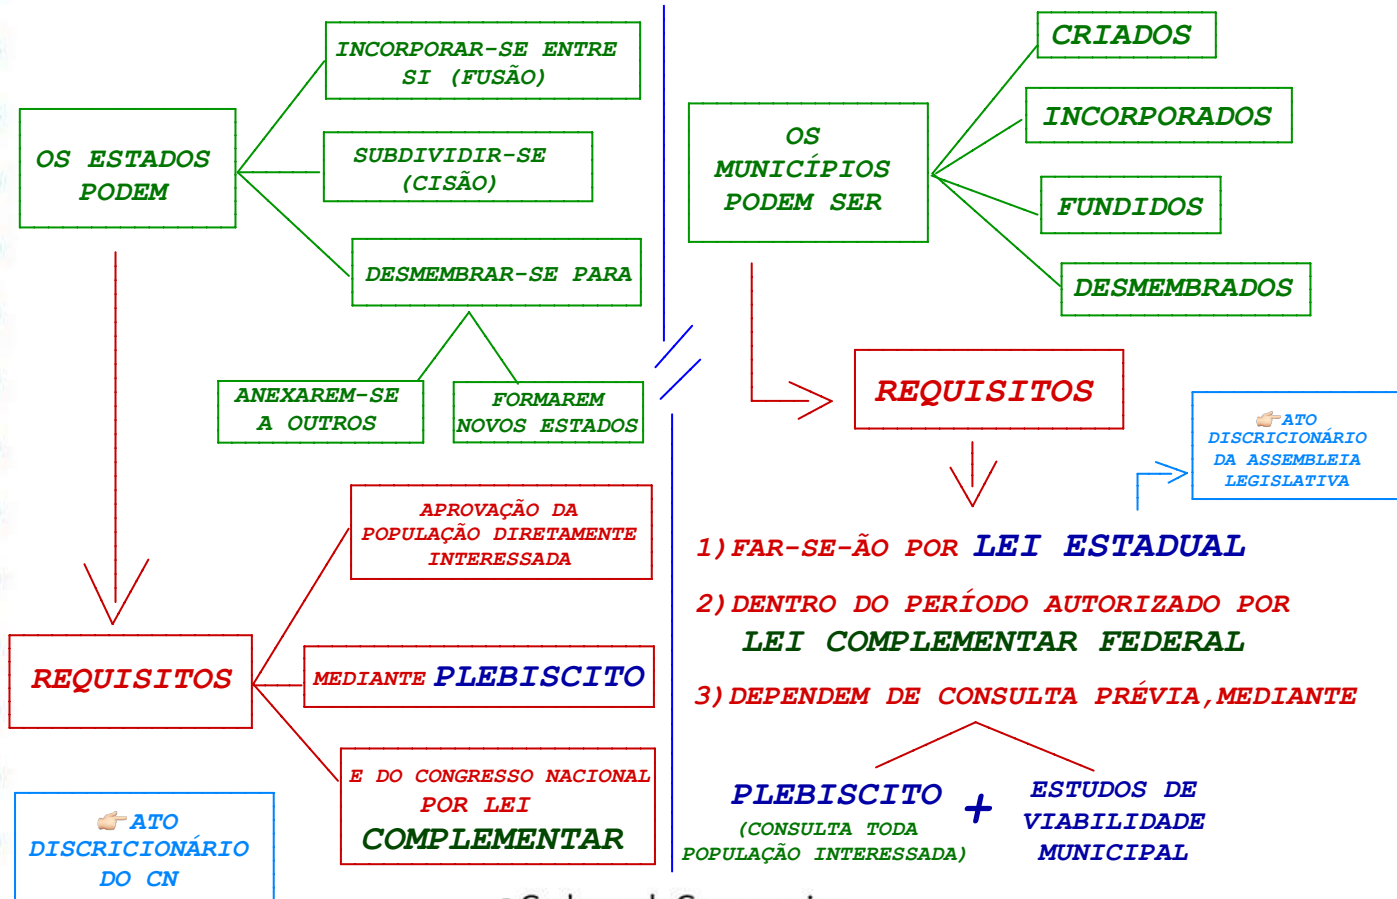 OS ESTADOS
PODEM
INCORPORAR-SE ENTRE
SI (FUSÃO)
SUBDIVIDIR-SE
(CISÃO)
DESMEMBRAR-SE PARA
ANEXAREM-SE
A OUTROS
FORMAREM
NOVOS ESTADOS
REQUISITOS
APROVAÇÃO DA
POPULAÇÃO DIRETAMENTE
INTERESSADA
MEDIANTE PLEBISCITO
E DO CONGRESSO NACIONAL
POR LEI
COMPLEMENTAR
ATO
DISCRICIONÁRIO
DO CN
OS
MUNICÍPIOS
PODEM SER
CRIADOS
INCORPORADOS
FUNDIDOS
DESMEMBRADOS
REQUISITOS
ATO
DISCRICIONÁRIO
DA ASSEMBLEIA
LEGISLATIVA
1)FAR-SE-ÃO POR LEI ESTADUAL
2)DENTRO DO PERÍODO AUTORIZADO POR
LEI COMPLEMENTAR FEDERAL
3)DEPENDEM DE CONSULTA PRÉVIA,MEDIANTE
PLEBISCITO
(CONSULTA TODA
POPULAÇÃO INTERESSADA)
+
ESTUDOS DE
VIABILIDADE
MUNICIPAL